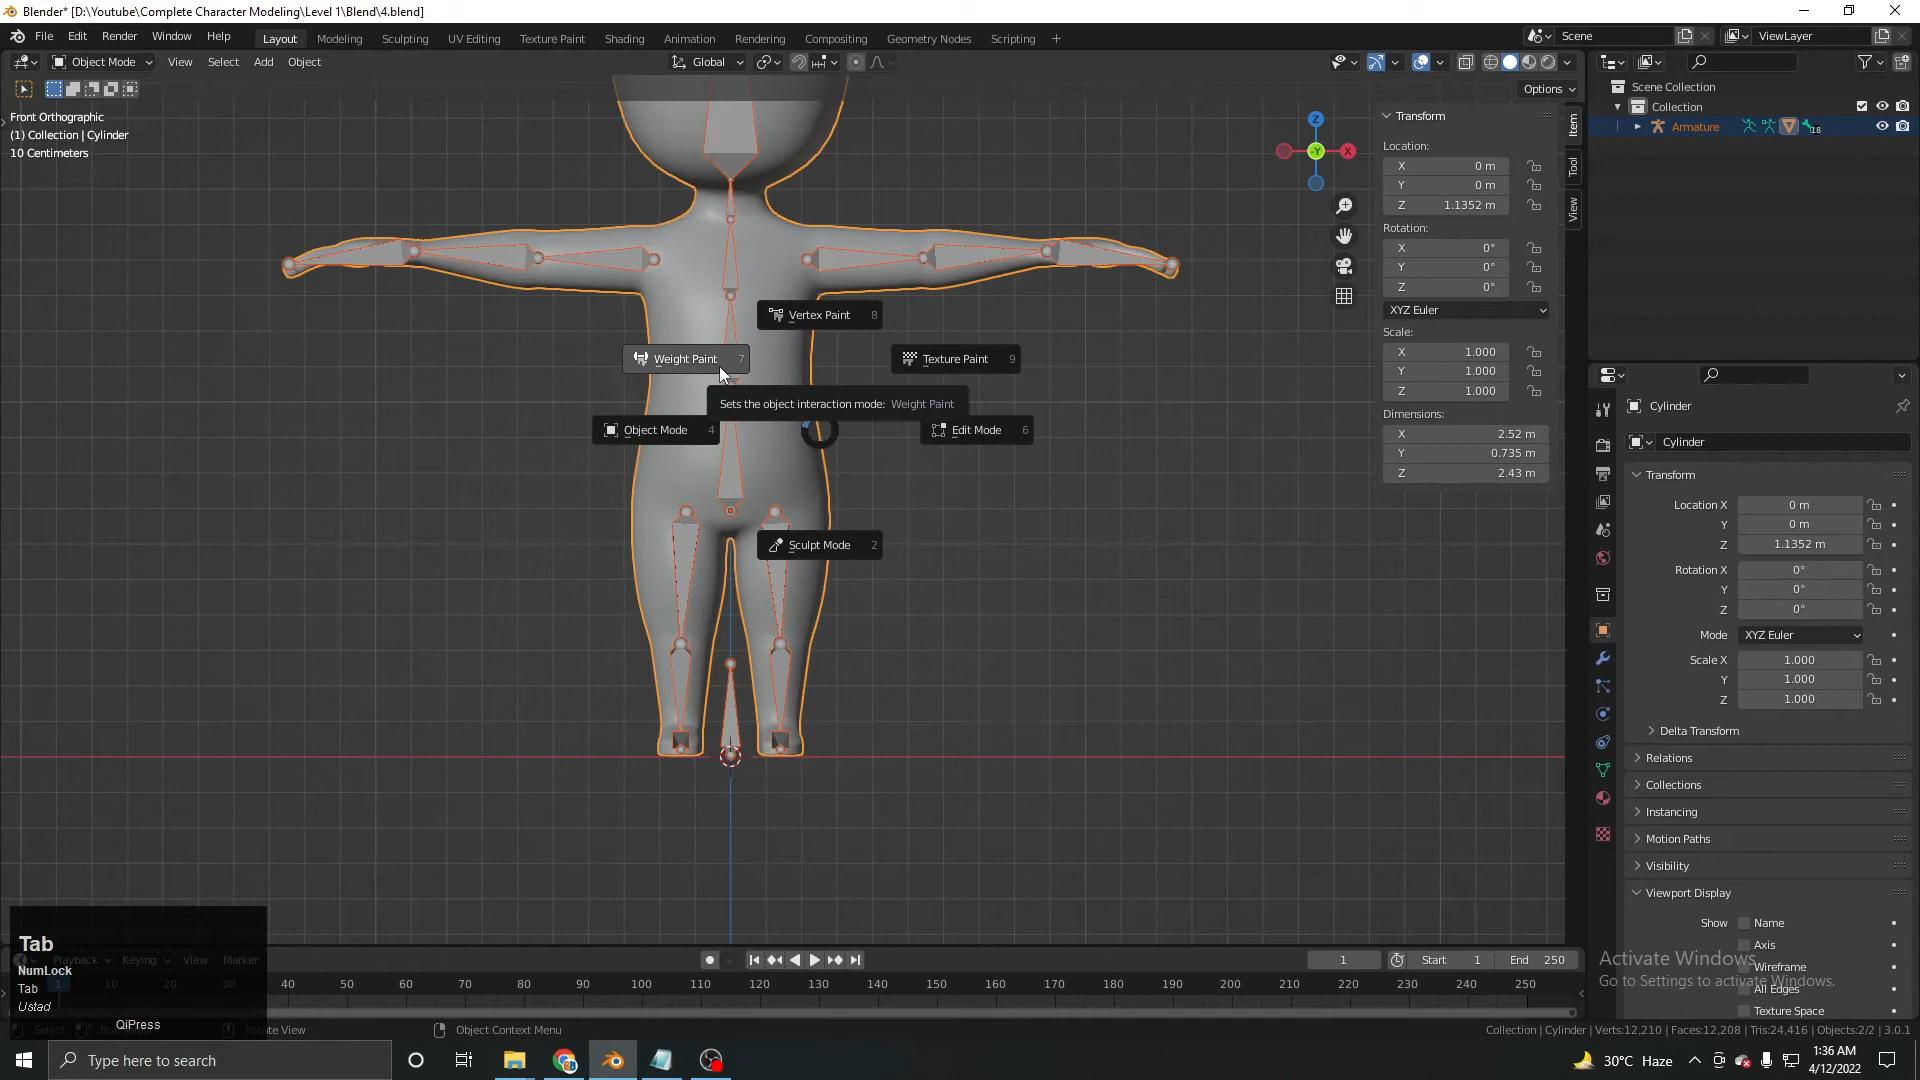 Blender* [D:\Youtube\Complete Character Modeling\Level 1\Blend\4.blend]
File Edit Render Window Help
Layout Modeling Sculpting UV Editing Texture Paint Shading Animation Rendering Compositing Geometry Nodes Scripting +
Scene
ViewLayer
Object Mode View Select Add Object
Global
Options
Front Orthographic
(1) Collection | Cylinder
10 Centimeters
Z
X
-Y
Transform
Location:
X 0 m
Y 0 m
Z 1.1352 m
Rotation:
X 0°
Y 0°
Z 0°
XYZ Euler
Scale:
X 1.000
Y 1.000
Z 1.000
Dimensions:
X 2.52 m
Y 0.735 m
Z 2.43 m
Item
Tool
View
Vertex Paint 8
Weight Paint 7
Texture Paint 9
Sets the object interaction mode: Weight Paint
Object Mode 4
Edit Mode 6
Sculpt Mode 2
Scene Collection
Collection
Armature
18
Cylinder
Cylinder
Transform
Location X 0 m
Y 0 m
Z 1.1352 m
Rotation X 0°
Y 0°
Z 0°
Mode XYZ Euler
Scale X 1.000
Y 1.000
Z 1.000
Delta Transform
Relations
Collections
Instancing
Motion Paths
Visibility
Viewport Display
Show Name
Axis
Wireframe
All Edges
Texture Space
Activate Windows
Go to Settings to activate Windows.
Tab
NumLock
Tab
Ustad
QiPress
Playback Keying View Marker
1 Start 1 End 250
1 10 20 30 40 50 60 70 80 90 100 110 120 130 140 150 160 170 180 190 200 210 220 230 240 250
Select Rotate View Object Context Menu
Collection | Cylinder | Verts:12,210 | Faces:12,208 | Tris:24,416 | Objects:2/2 | 3.0.1
Type here to search
30°C Haze
1:36 AM
4/12/2022